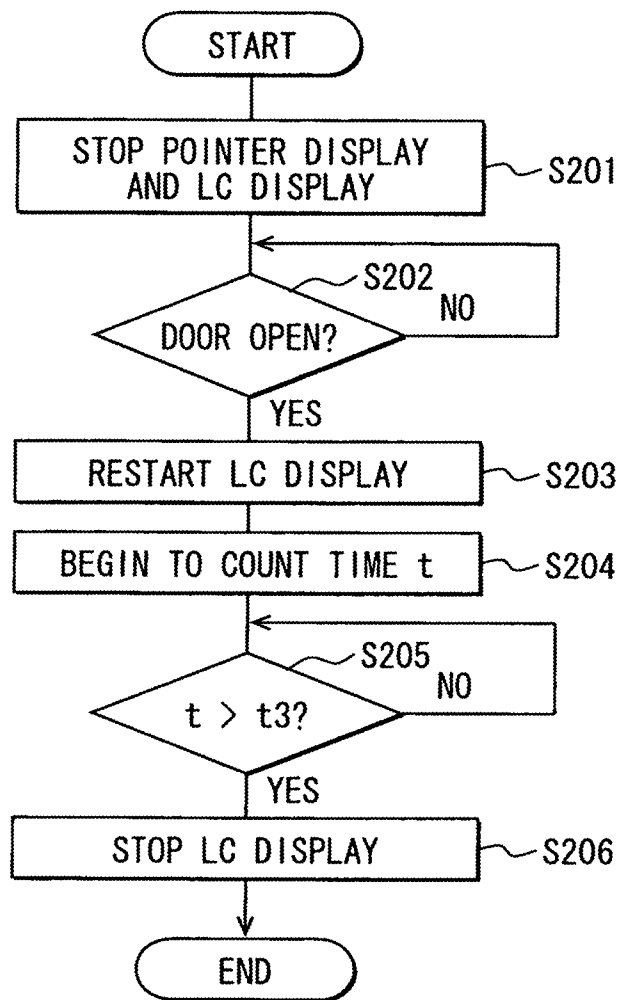 START
STOP POINTER DISPLAY
AND LC DISPLAY
S201
S202
NO
DOOR OPEN?
YES
RESTART LC DISPLAY
S203
BEGIN TO COUNT TIME t
S204
S205
NO
t > t3?
YES
STOP LC DISPLAY
S206
END